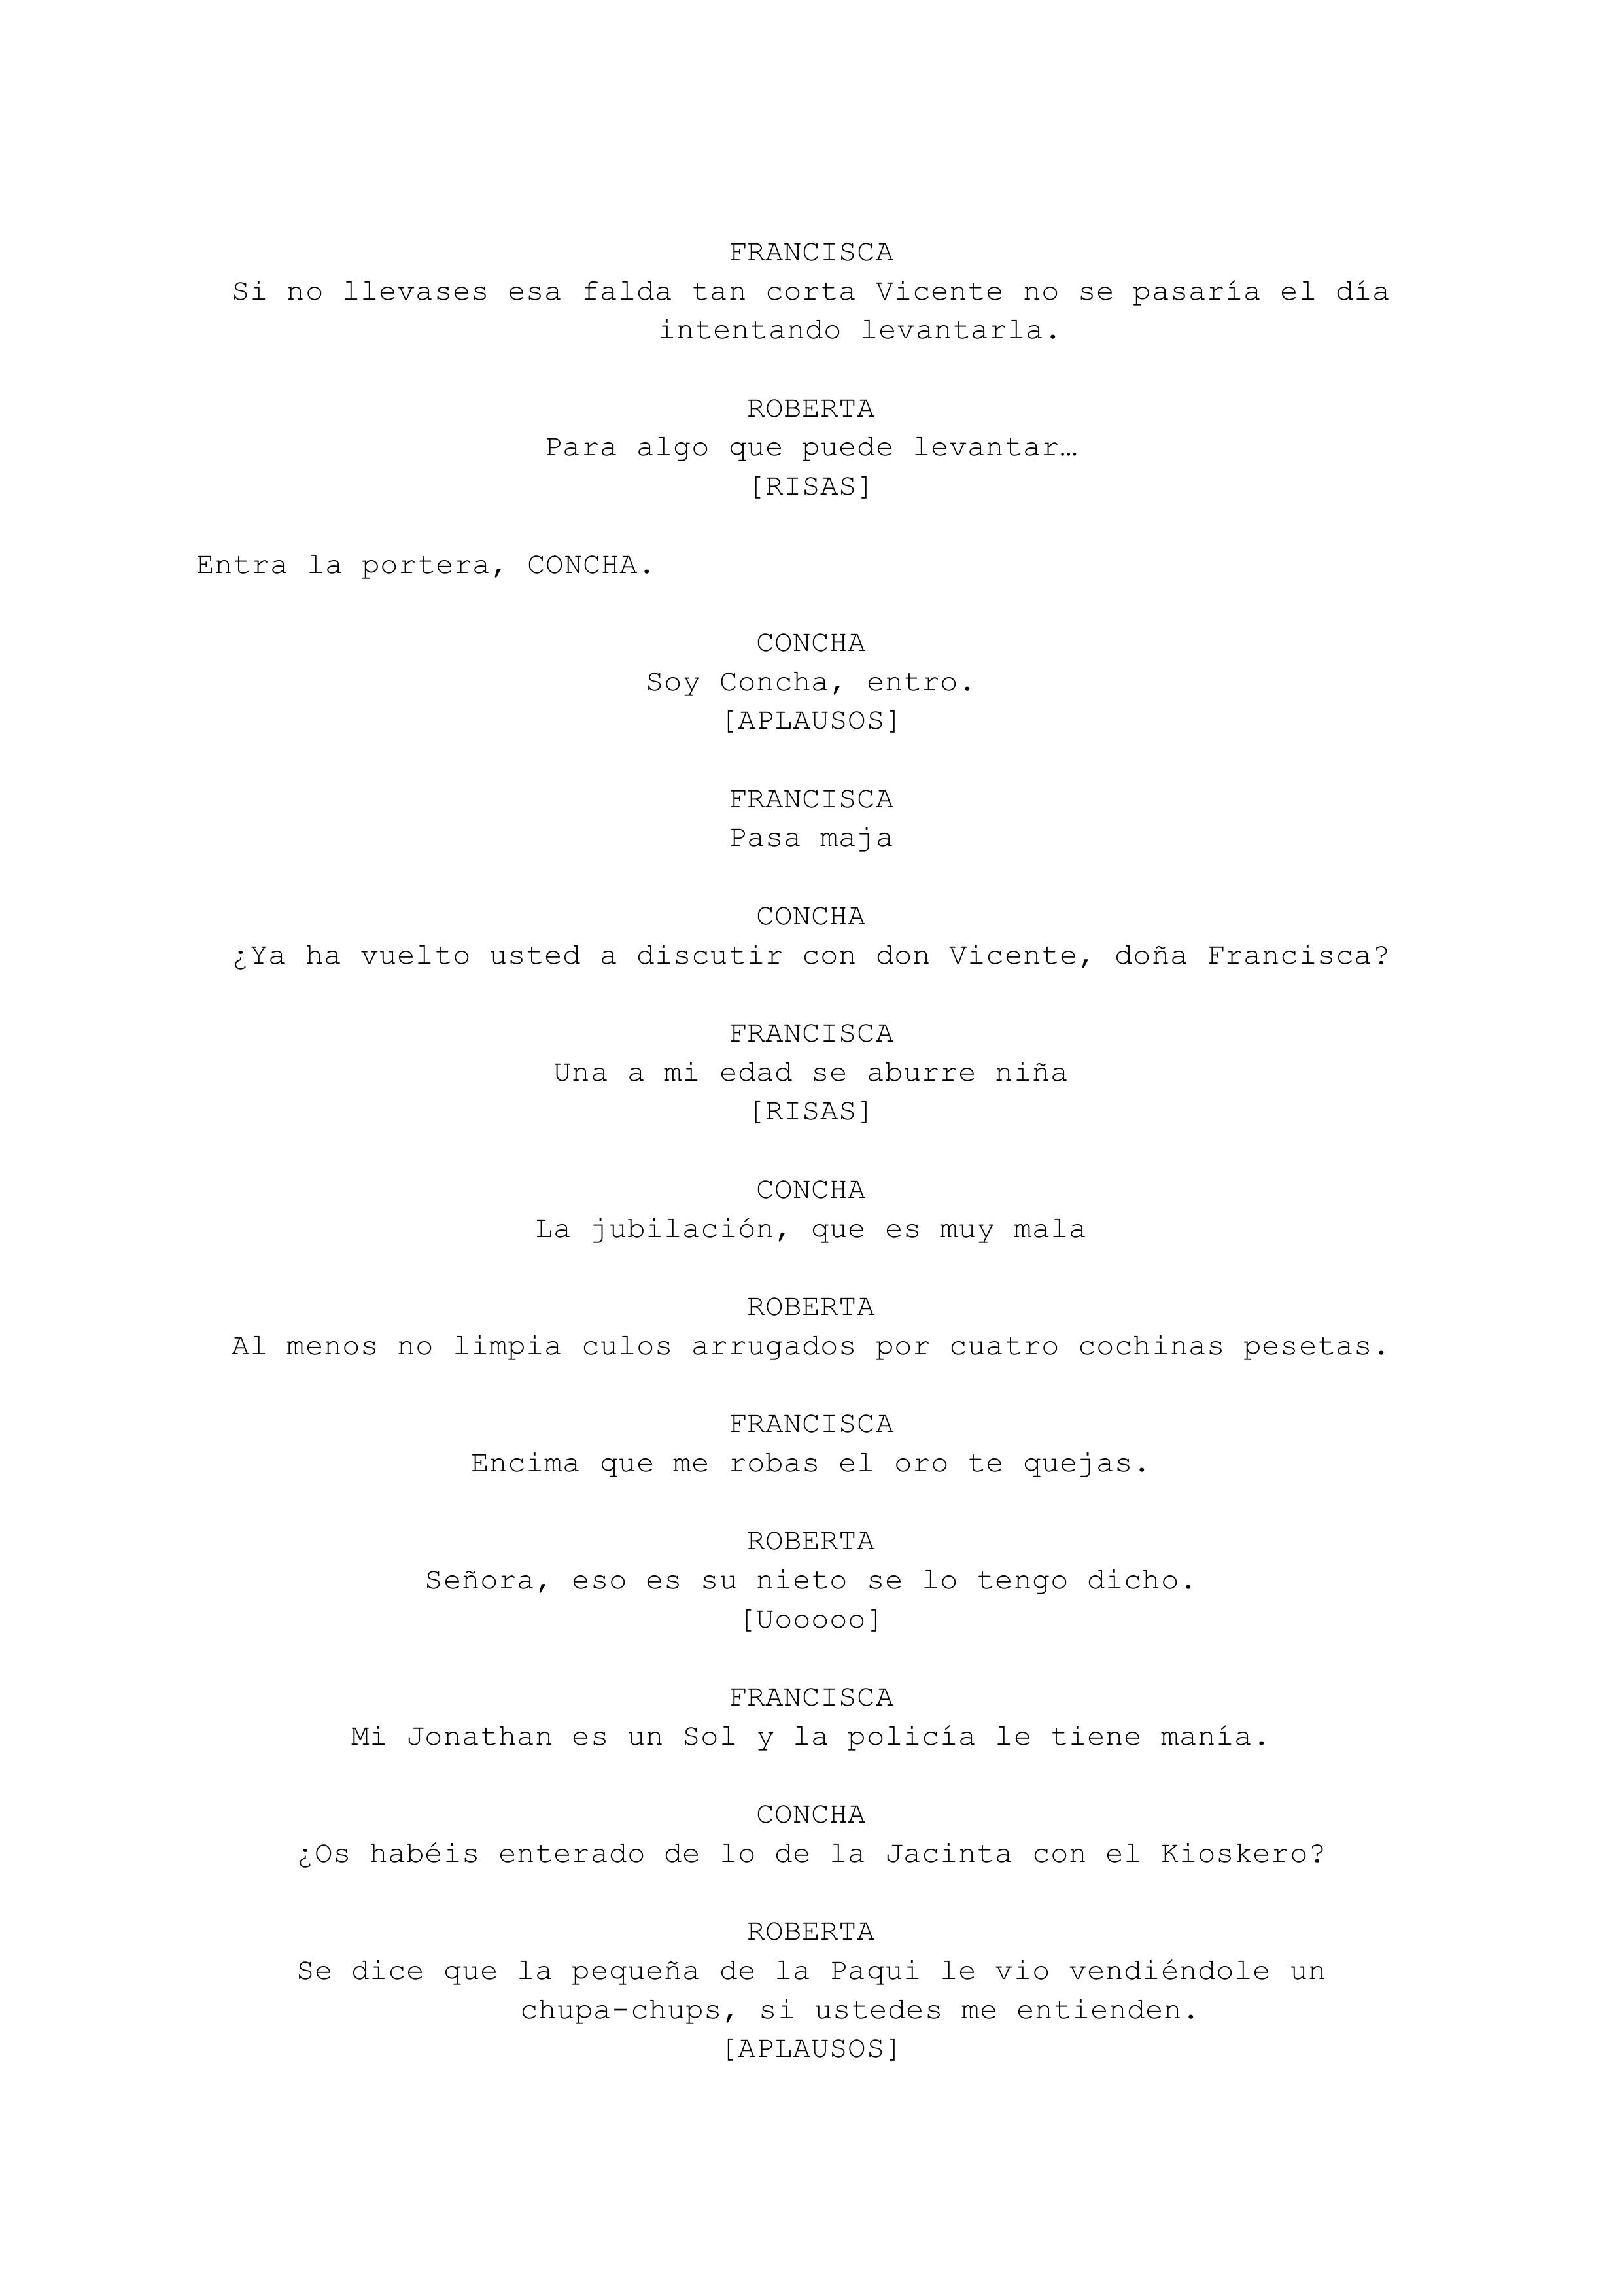 FRANCISCA
Si no llevases esa falda tan corta Vicente no se pasaría el día
intentando levantarla.
ROBERTA
Para algo que puede levantar…
[RISAS]
Entra la portera, CONCHA.
CONCHA
Soy Concha, entro.
[APLAUSOS]
FRANCISCA
Pasa maja
CONCHA
¿Ya ha vuelto usted a discutir con don Vicente, doña Francisca?
FRANCISCA
Una a mi edad se aburre niña
[RISAS]
CONCHA
La jubilación, que es muy mala
ROBERTA
Al menos no limpia culos arrugados por cuatro cochinas pesetas.
FRANCISCA
Encima que me robas el oro te quejas.
ROBERTA
Señora, eso es su nieto se lo tengo dicho.
[Uooooo]
FRANCISCA
Mi Jonathan es un Sol y la policía le tiene manía.
CONCHA
¿Os habéis enterado de lo de la Jacinta con el Kioskero?
ROBERTA
Se dice que la pequeña de la Paqui le vio vendiéndole un
chupa-chups, si ustedes me entienden.
[APLAUSOS]